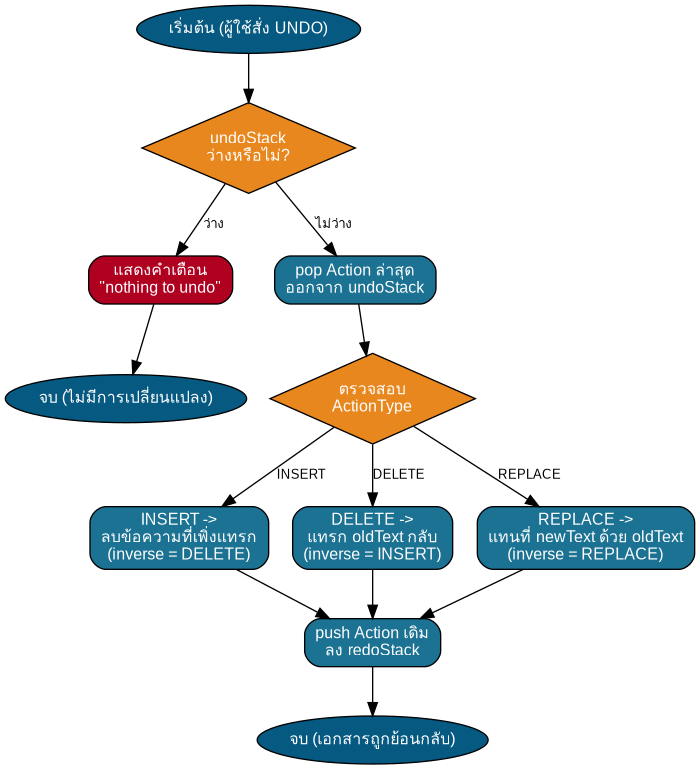 เริ่มต้น (ผู้ใช้สั่ง UNDO)
undoStack
ว่างหรือไม่?
ว่าง
ไม่ว่าง
แสดงคำเตือน
"nothing to undo"
pop Action ล่าสุด
ออกจาก undoStack
จบ (ไม่มีการเปลี่ยนแปลง)
ตรวจสอบ
ActionType
INSERT
DELETE
REPLACE
INSERT ->
ลบข้อความที่เพิ่งแทรก
(inverse = DELETE)
DELETE ->
แทรก oldText กลับ
(inverse = INSERT)
REPLACE ->
แทนที่ newText ด้วย oldText
(inverse = REPLACE)
push Action เดิม
ลง redoStack
จบ (เอกสารถูกย้อนกลับ)